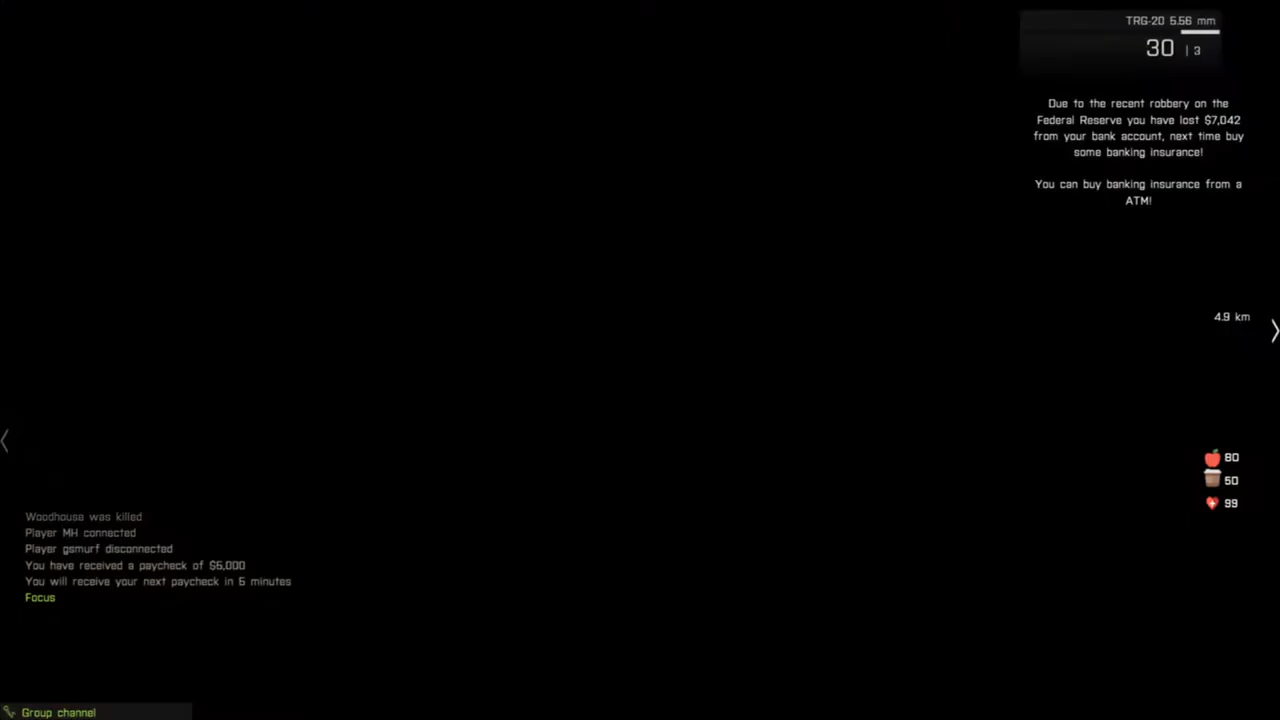 TRG-20 5.56 mm
30 | 3
Due to the recent robbery on the
Federal Reserve you have lost $7,042
from your bank account, next time buy
some banking insurance!
You can buy banking insurance from a
ATM!
4.9 km
80
50
99
Woodhouse was killed
Player MH connected
Player gsmurf disconnected
You have received a paycheck of $5,000
You will receive your next paycheck in 5 minutes
Focus
Group channel